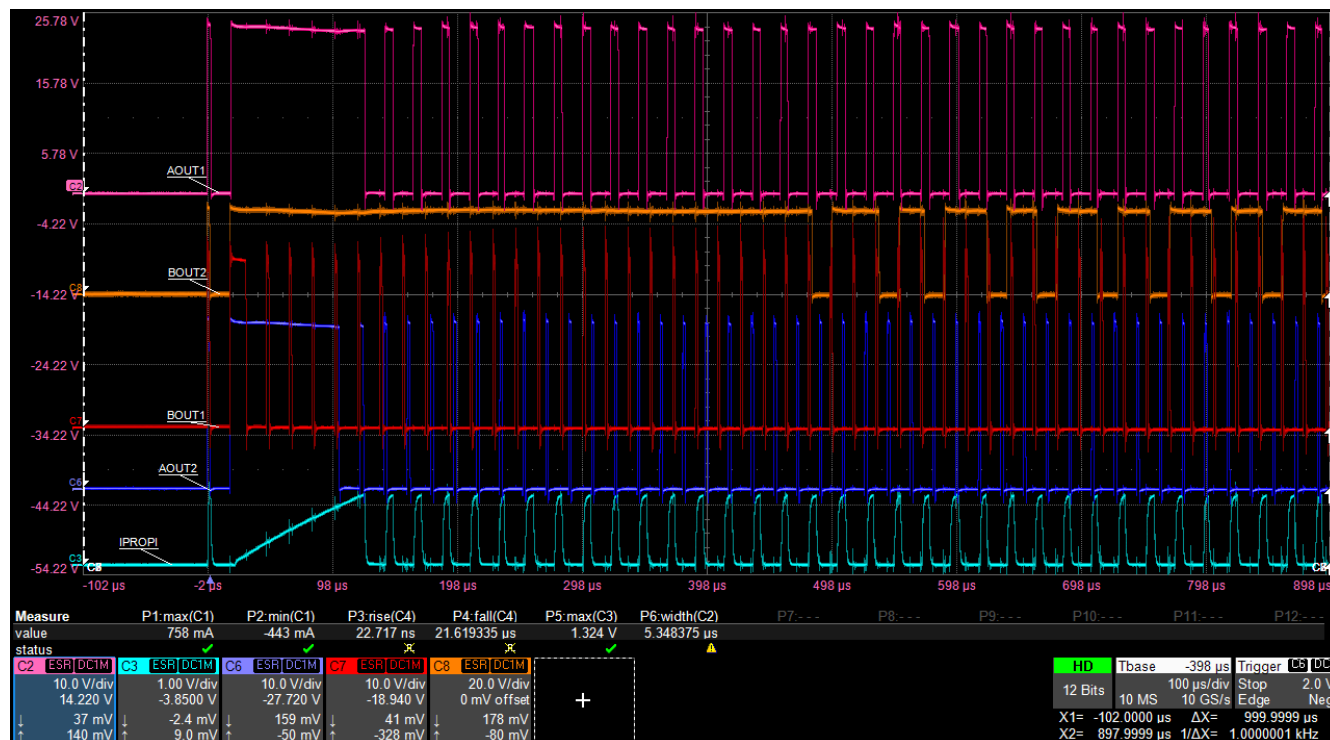 25.78 V
15.78 V
5.78 V
AOUT1
C2
-4.22 V
BOUT2
C8
-14.22 V
-24.22 V
BOUT1
C7
-34.22 V
AOUT2
C6
-44.22 V
IPROPI
C3
-54.22 V
-102 µs -2 µs 98 µs 198 µs 298 µs 398 µs 498 µs 598 µs 698 µs 798 µs 898 µs
Measure P1:max(C1) P2:min(C1) P3:rise(C4) P4:fall(C4) P5:max(C3) P6:width(C2) P7:- - - P8:- - - P9:- - - P10:- - - P11:- - - P12:- - -
value 758 mA -443 mA 22.717 ns 21.619335 µs 1.324 V 5.348375 µs
status
C2 ESR DC1M C3 ESR DC1M C6 ESR DC1M C7 ESR DC1M C8 ESR DC1M HD Tbase -398 µs Trigger C6 DC
10.0 V/div 1.00 V/div 10.0 V/div 10.0 V/div 20.0 V/div 12 Bits 100 µs/div Stop 2.0 V
14.220 V -3.8500 V -27.720 V -18.940 V 0 mV offset 10 MS 10 GS/s Edge Neg
↓ 37 mV ↓ -2.4 mV ↓ 159 mV ↓ 41 mV ↓ 178 mV X1= -102.0000 µs ΔX= 999.9999 µs
↑ 140 mV ↑ 9.0 mV ↑ -50 mV ↑ -328 mV ↑ -80 mV X2= 897.9999 µs 1/ΔX= 1.0000001 kHz